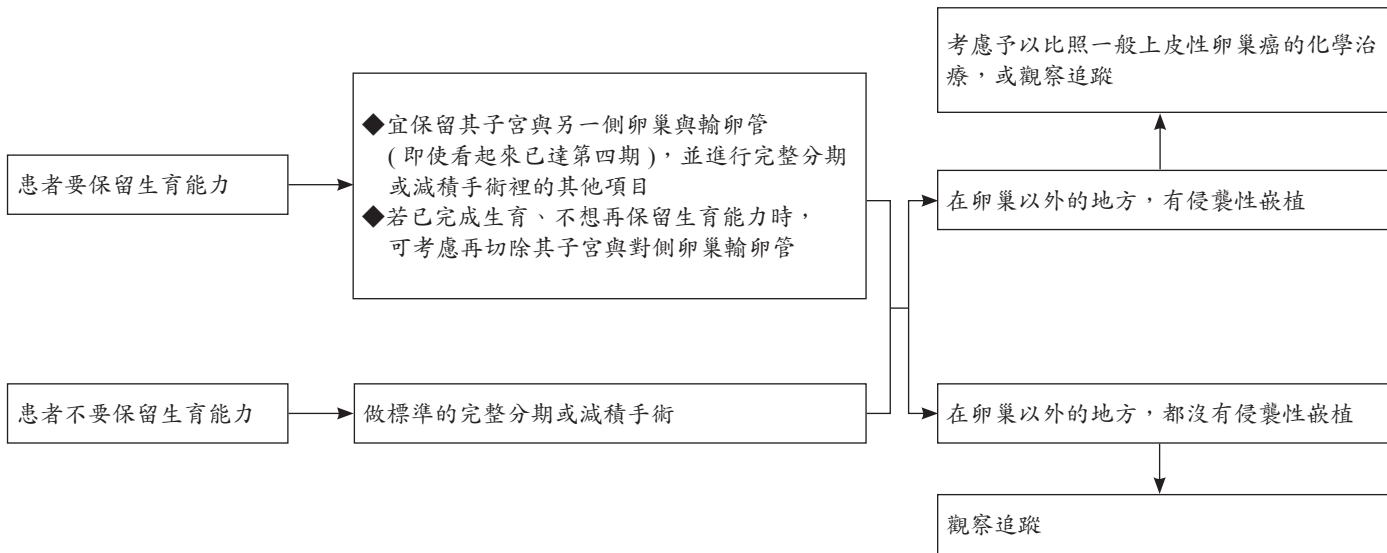 患者要保留生育能力
◆宜保留其子宮與另一側卵巢與輸卵管
(即使看起來已達第四期)，並進行完整分期
或減積手術裡的其他項目
◆若已完成生育、不想再保留生育能力時，
可考慮再切除其子宮與對側卵巢輸卵管
考慮予以比照一般上皮性卵巢癌的化學治
療，或觀察追蹤
在卵巢以外的地方，有侵襲性嵌植
患者不要保留生育能力
做標準的完整分期或減積手術
在卵巢以外的地方，都沒有侵襲性嵌植
觀察追蹤